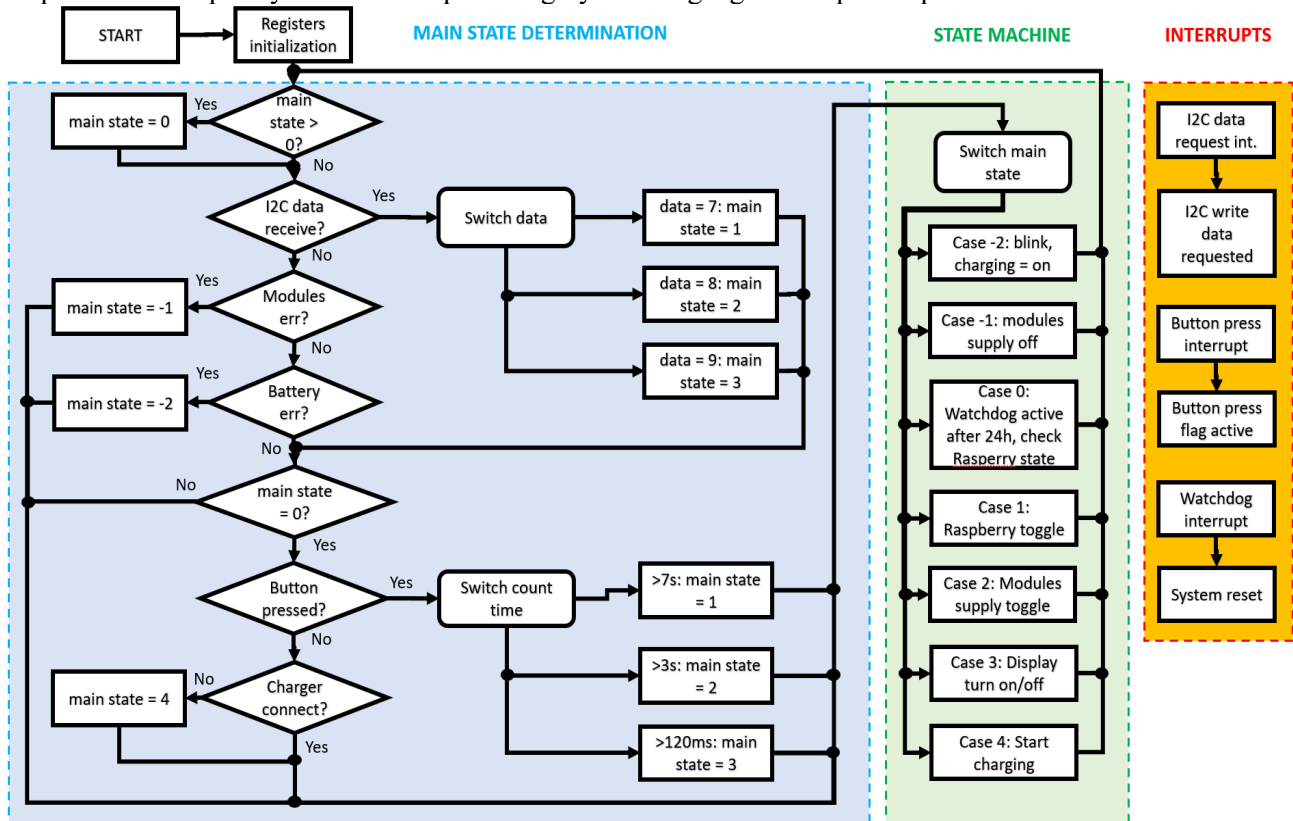 START
Registers
initialization
MAIN STATE DETERMINATION
STATE MACHINE
INTERRUPTS
main
state >
0?
Yes
main state = 0
No
I2C data
receive?
Yes
Switch data
data = 7: main
state = 1
data = 8: main
state = 2
data = 9: main
state = 3
No
Modules
err?
Yes
main state = -1
No
Battery
err?
Yes
main state = -2
No
main state
= 0?
No
Yes
Button
pressed?
Yes
Switch count
time
>7s: main state
= 1
>3s: main state
= 2
>120ms: main
state = 3
No
Charger
connect?
No
main state = 4
Yes
Switch main
state
Case -2: blink,
charging = on
Case -1: modules
supply off
Case 0:
Watchdog active
after 24h, check
Rasperry state
Case 1:
Raspberry toggle
Case 2: Modules
supply toggle
Case 3: Display
turn on/off
Case 4: Start
charging
I2C data
request int.
I2C write
data
requested
Button press
interrupt
Button press
flag active
Watchdog
interrupt
System reset